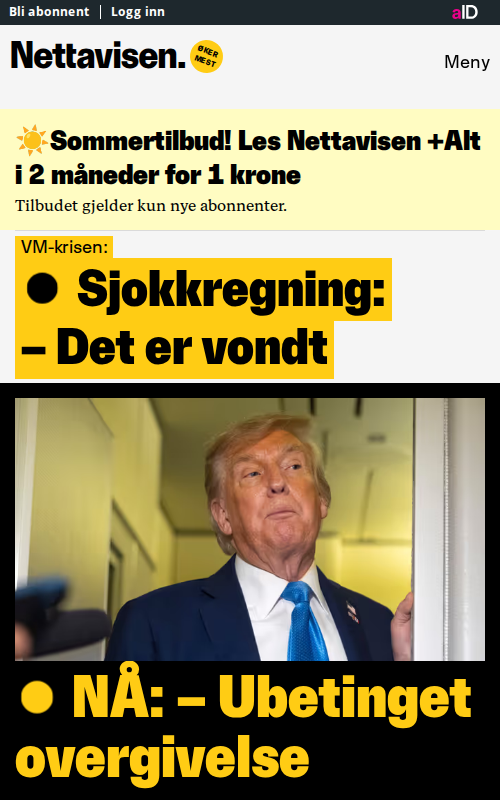 Bli abonnent | Logg inn
aID
Nettavisen.
ØKER
MEST
Meny
☀️Sommertilbud! Les Nettavisen +Alt
i 2 måneder for 1 krone
Tilbudet gjelder kun nye abonnenter.
VM-krisen:
● Sjokkregning:
– Det er vondt
● NÅ: – Ubetinget
overgivelse